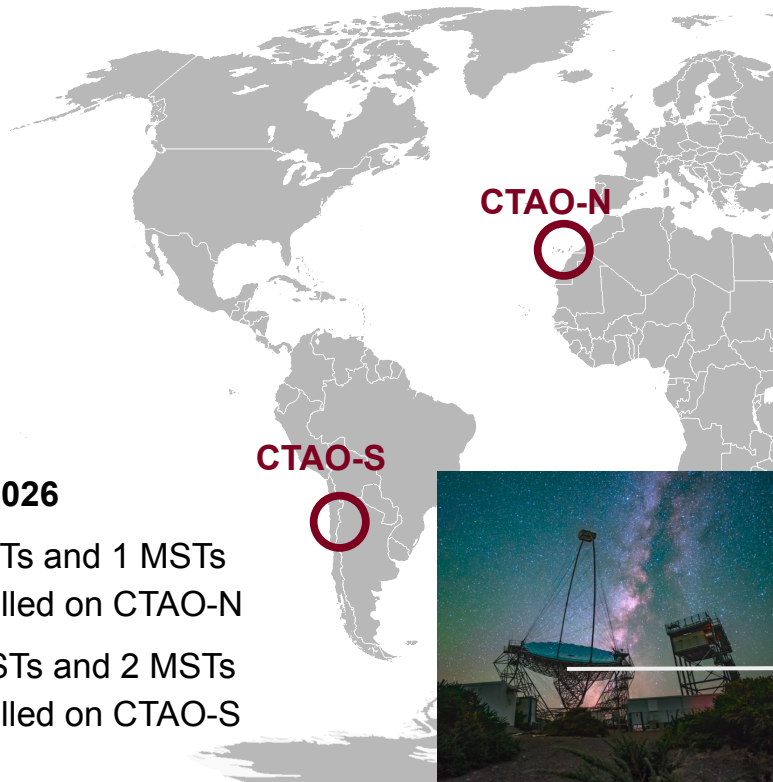 CTAO-N
CTAO-S
026
Ts and 1 MSTs
lled on CTAO-N
STs and 2 MSTs
lled on CTAO-S